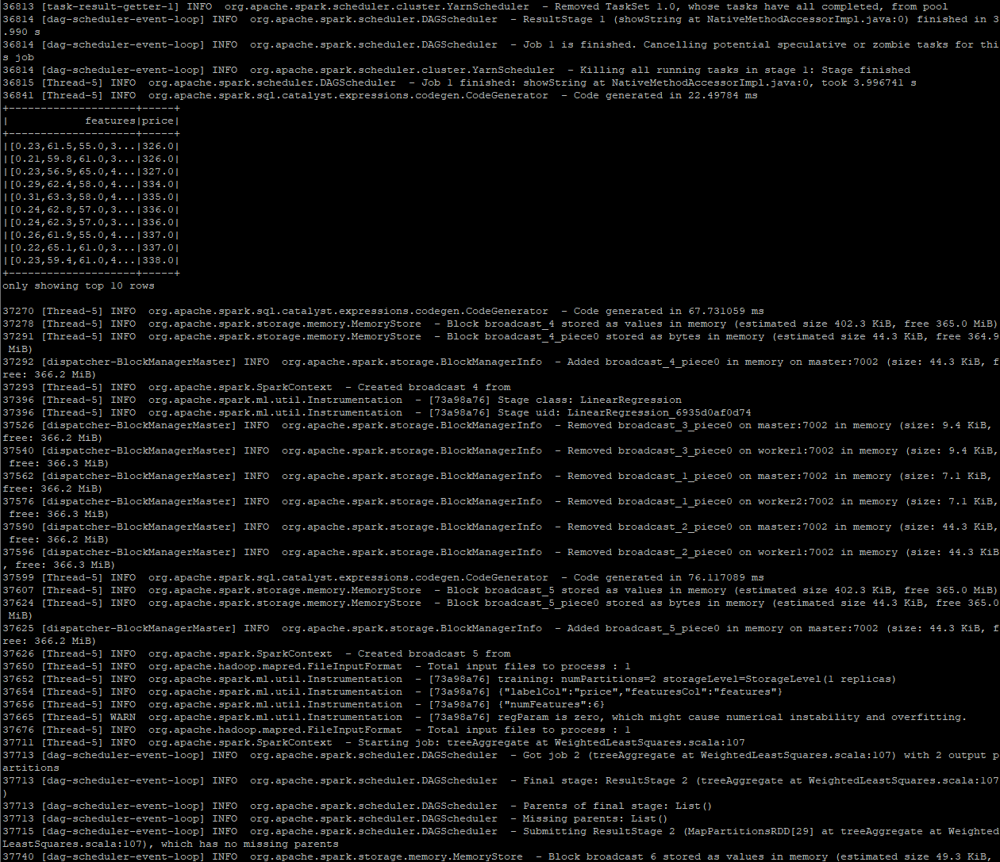 36813 [task-result-getter-1] INFO  org.apache.spark.scheduler.cluster.YarnScheduler  - Removed TaskSet 1.0, whose tasks have all completed, from pool
36814 [dag-scheduler-event-loop] INFO  org.apache.spark.scheduler.DAGScheduler  - ResultStage 1 (showString at NativeMethodAccessorImpl.java:0) finished in 3
.990 s
36814 [dag-scheduler-event-loop] INFO  org.apache.spark.scheduler.DAGScheduler  - Job 1 is finished. Cancelling potential speculative or zombie tasks for thi
s job
36814 [dag-scheduler-event-loop] INFO  org.apache.spark.scheduler.cluster.YarnScheduler  - Killing all running tasks in stage 1: Stage finished
36815 [Thread-5] INFO  org.apache.spark.scheduler.DAGScheduler  - Job 1 finished: showString at NativeMethodAccessorImpl.java:0, took 3.996741 s
36841 [Thread-5] INFO  org.apache.spark.sql.catalyst.expressions.codegen.CodeGenerator  - Code generated in 22.49784 ms
+--------------------+-----+
|            features|price|
+--------------------+-----+
|[0.23,61.5,55.0,3...|326.0|
|[0.21,59.8,61.0,3...|326.0|
|[0.23,56.9,65.0,4...|327.0|
|[0.29,62.4,58.0,4...|334.0|
|[0.31,63.3,58.0,4...|335.0|
|[0.24,62.8,57.0,3...|336.0|
|[0.24,62.3,57.0,3...|336.0|
|[0.26,61.9,55.0,4...|337.0|
|[0.22,65.1,61.0,3...|337.0|
|[0.23,59.4,61.0,4...|338.0|
+--------------------+-----+
only showing top 10 rows
37270 [Thread-5] INFO  org.apache.spark.sql.catalyst.expressions.codegen.CodeGenerator  - Code generated in 67.731059 ms
37278 [Thread-5] INFO  org.apache.spark.storage.memory.MemoryStore  - Block broadcast_4 stored as values in memory (estimated size 402.3 KiB, free 365.0 MiB)
37291 [Thread-5] INFO  org.apache.spark.storage.memory.MemoryStore  - Block broadcast_4_piece0 stored as bytes in memory (estimated size 44.3 KiB, free 364.9
 MiB)
37292 [dispatcher-BlockManagerMaster] INFO  org.apache.spark.storage.BlockManagerInfo  - Added broadcast_4_piece0 in memory on master:7002 (size: 44.3 KiB, f
ree: 366.2 MiB)
37293 [Thread-5] INFO  org.apache.spark.SparkContext  - Created broadcast 4 from
37396 [Thread-5] INFO  org.apache.spark.ml.util.Instrumentation  - [73a98a76] Stage class: LinearRegression
37396 [Thread-5] INFO  org.apache.spark.ml.util.Instrumentation  - [73a98a76] Stage uid: LinearRegression_6935d0af0d74
37526 [dispatcher-BlockManagerMaster] INFO  org.apache.spark.storage.BlockManagerInfo  - Removed broadcast_3_piece0 on master:7002 in memory (size: 9.4 KiB, 
free: 366.2 MiB)
37540 [dispatcher-BlockManagerMaster] INFO  org.apache.spark.storage.BlockManagerInfo  - Removed broadcast_3_piece0 on worker1:7002 in memory (size: 9.4 KiB,
 free: 366.3 MiB)
37562 [dispatcher-BlockManagerMaster] INFO  org.apache.spark.storage.BlockManagerInfo  - Removed broadcast_1_piece0 on master:7002 in memory (size: 7.1 KiB, 
free: 366.2 MiB)
37576 [dispatcher-BlockManagerMaster] INFO  org.apache.spark.storage.BlockManagerInfo  - Removed broadcast_1_piece0 on worker2:7002 in memory (size: 7.1 KiB,
 free: 366.3 MiB)
37590 [dispatcher-BlockManagerMaster] INFO  org.apache.spark.storage.BlockManagerInfo  - Removed broadcast_2_piece0 on master:7002 in memory (size: 44.3 KiB,
 free: 366.2 MiB)
37596 [dispatcher-BlockManagerMaster] INFO  org.apache.spark.storage.BlockManagerInfo  - Removed broadcast_2_piece0 on worker1:7002 in memory (size: 44.3 KiB
, free: 366.3 MiB)
37599 [Thread-5] INFO  org.apache.spark.sql.catalyst.expressions.codegen.CodeGenerator  - Code generated in 76.117089 ms
37607 [Thread-5] INFO  org.apache.spark.storage.memory.MemoryStore  - Block broadcast_5 stored as values in memory (estimated size 402.3 KiB, free 365.0 MiB)
37624 [Thread-5] INFO  org.apache.spark.storage.memory.MemoryStore  - Block broadcast_5_piece0 stored as bytes in memory (estimated size 44.3 KiB, free 365.0
 MiB)
37625 [dispatcher-BlockManagerMaster] INFO  org.apache.spark.storage.BlockManagerInfo  - Added broadcast_5_piece0 in memory on master:7002 (size: 44.3 KiB, f
ree: 366.2 MiB)
37626 [Thread-5] INFO  org.apache.spark.SparkContext  - Created broadcast 5 from
37650 [Thread-5] INFO  org.apache.hadoop.mapred.FileInputFormat  - Total input files to process : 1
37652 [Thread-5] INFO  org.apache.spark.ml.util.Instrumentation  - [73a98a76] training: numPartitions=2 storageLevel=StorageLevel(1 replicas)
37654 [Thread-5] INFO  org.apache.spark.ml.util.Instrumentation  - [73a98a76] {"labelCol":"price","featuresCol":"features"}
37656 [Thread-5] INFO  org.apache.spark.ml.util.Instrumentation  - [73a98a76] {"numFeatures":6}
37665 [Thread-5] WARN  org.apache.spark.ml.util.Instrumentation  - [73a98a76] regParam is zero, which might cause numerical instability and overfitting.
37676 [Thread-5] INFO  org.apache.hadoop.mapred.FileInputFormat  - Total input files to process : 1
37711 [Thread-5] INFO  org.apache.spark.SparkContext  - Starting job: treeAggregate at WeightedLeastSquares.scala:107
37713 [dag-scheduler-event-loop] INFO  org.apache.spark.scheduler.DAGScheduler  - Got job 2 (treeAggregate at WeightedLeastSquares.scala:107) with 2 output p
artitions
37713 [dag-scheduler-event-loop] INFO  org.apache.spark.scheduler.DAGScheduler  - Final stage: ResultStage 2 (treeAggregate at WeightedLeastSquares.scala:107
)
37713 [dag-scheduler-event-loop] INFO  org.apache.spark.scheduler.DAGScheduler  - Parents of final stage: List()
37713 [dag-scheduler-event-loop] INFO  org.apache.spark.scheduler.DAGScheduler  - Missing parents: List()
37715 [dag-scheduler-event-loop] INFO  org.apache.spark.scheduler.DAGScheduler  - Submitting ResultStage 2 (MapPartitionsRDD[29] at treeAggregate at Weighted
LeastSquares.scala:107), which has no missing parents
37740 [dag-scheduler-event-loop] INFO  org.apache.spark.storage.memory.MemoryStore  - Block broadcast_6 stored as values in memory (estimated size 49.3 KiB,